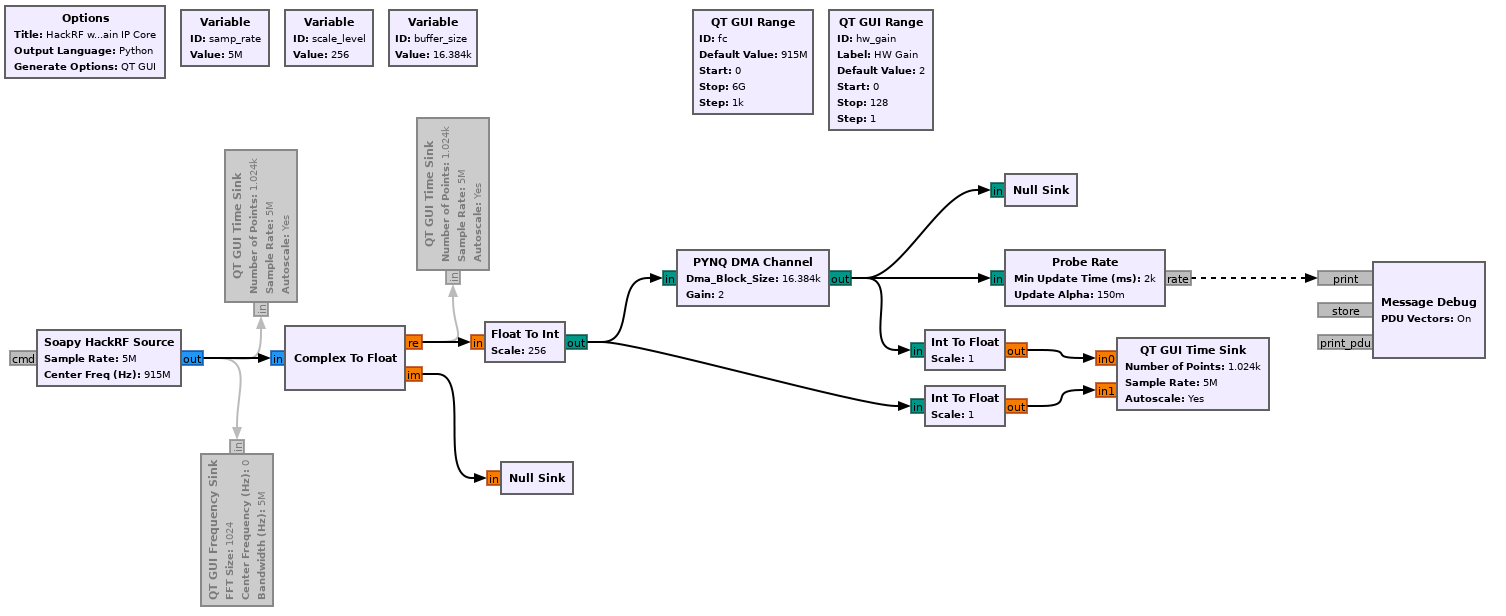 Options
Title: HackRF w...ain IP Core
Output Language: Python
Generate Options: QT GUI
Variable
ID: samp_rate
Value: 5M
Variable
ID: scale_level
Value: 256
Variable
ID: buffer_size
Value: 16.384k
QT GUI Range
ID: fc
Default Value: 915M
Start: 0
Stop: 6G
Step: 1k
QT GUI Range
ID: hw_gain
Label: HW Gain
Default Value: 2
Start: 0
Stop: 128
Step: 1
QT GUI Time Sink
Number of Points: 1.024k
Sample Rate: 5M
Autoscale: Yes
in
QT GUI Time Sink
Number of Points: 1.024k
Sample Rate: 5M
Autoscale: Yes
in
cmd
Soapy HackRF Source
Sample Rate: 5M
Center Freq (Hz): 915M
out
in
Complex To Float
re
im
in
Float To Int
Scale: 256
out
in
PYNQ DMA Channel
Dma_Block_Size: 16.384k
Gain: 2
out
in
Null Sink
in
Probe Rate
Min Update Time (ms): 2k
Update Alpha: 150m
rate
print
store
print_pdu
Message Debug
PDU Vectors: On
in
Int To Float
Scale: 1
out
in
Int To Float
Scale: 1
out
in0
in1
QT GUI Time Sink
Number of Points: 1.024k
Sample Rate: 5M
Autoscale: Yes
in
QT GUI Frequency Sink
FFT Size: 1024
Center Frequency (Hz): 0
Bandwidth (Hz): 5M
in
Null Sink